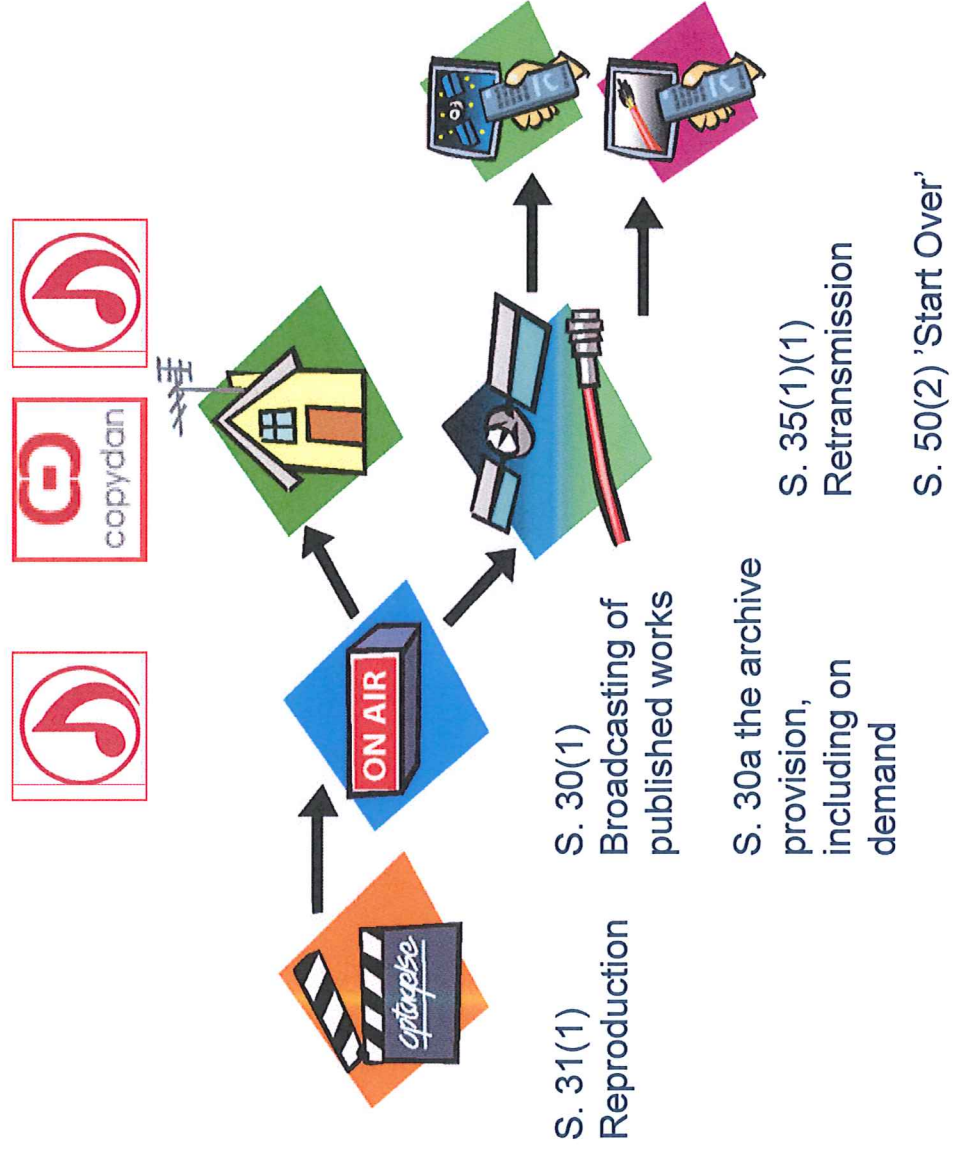 copydan
ON AIR
optagelse
S. 31(1)
Reproduction
S. 30(1)
Broadcasting of
published works
S. 30a the archive
provision,
including on
demand
S. 35(1)(1)
Retransmission
S. 50(2) 'Start Over'